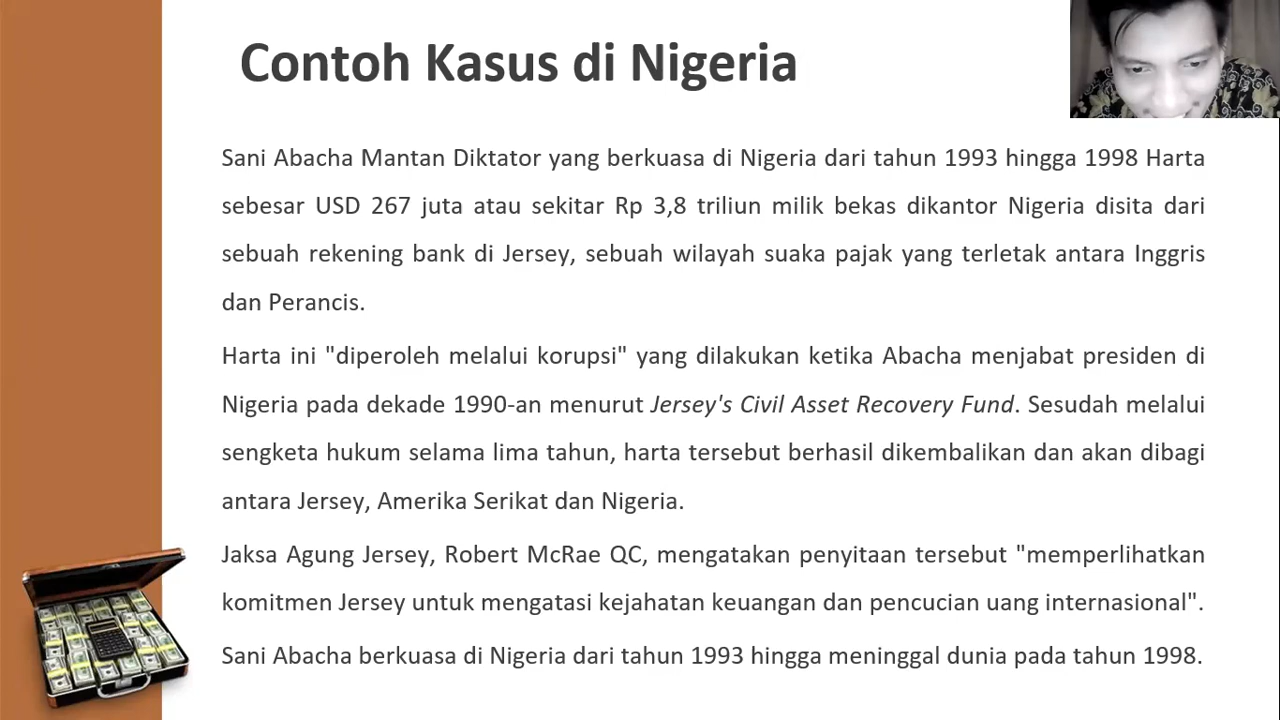 Contoh Kasus di Nigeria
Sani Abacha Mantan Diktator yang berkuasa di Nigeria dari tahun 1993 hingga 1998 Harta
sebesar USD 267 juta atau sekitar Rp 3,8 triliun milik bekas dikantor Nigeria disita dari
sebuah rekening bank di Jersey, sebuah wilayah suaka pajak yang terletak antara Inggris
dan Perancis.
Harta ini "diperoleh melalui korupsi" yang dilakukan ketika Abacha menjabat presiden di
Nigeria pada dekade 1990-an menurut Jersey's Civil Asset Recovery Fund. Sesudah melalui
sengketa hukum selama lima tahun, harta tersebut berhasil dikembalikan dan akan dibagi
antara Jersey, Amerika Serikat dan Nigeria.
Jaksa Agung Jersey, Robert McRae QC, mengatakan penyitaan tersebut "memperlihatkan
komitmen Jersey untuk mengatasi kejahatan keuangan dan pencucian uang internasional".
Sani Abacha berkuasa di Nigeria dari tahun 1993 hingga meninggal dunia pada tahun 1998.